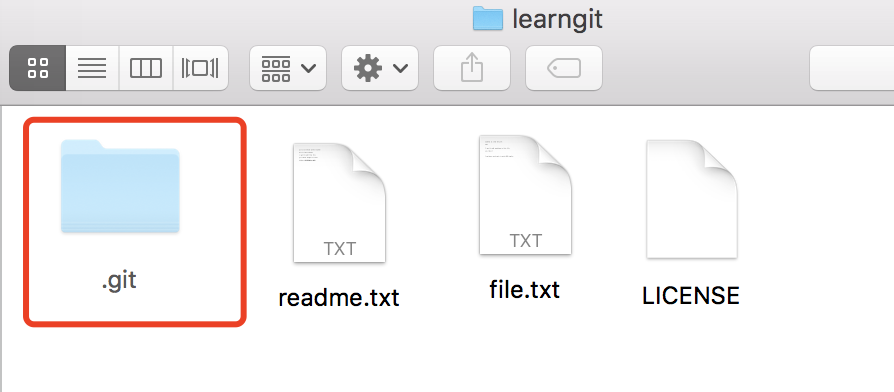 learngit
TXT
TXT
.git
readme.txt
file.txt
LICENSE